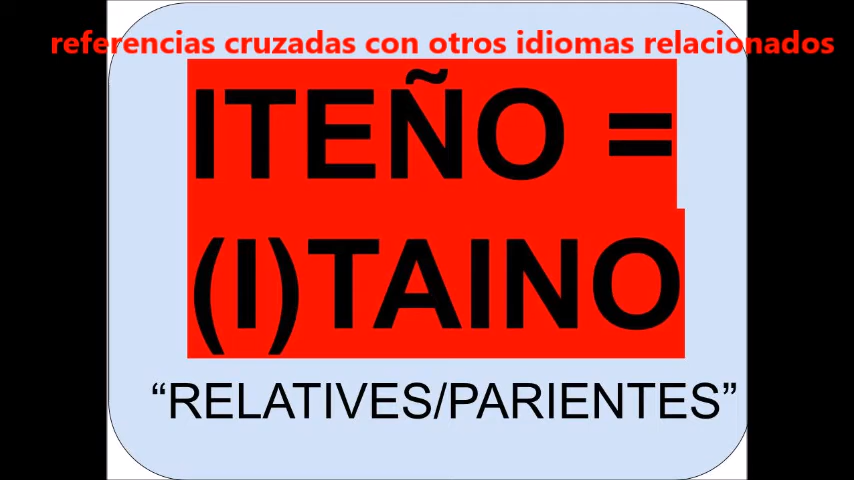 referencias cruzadas con otros idiomas relacionados
ITEÑO =
(I)TAINO
“RELATIVES/PARIENTES”